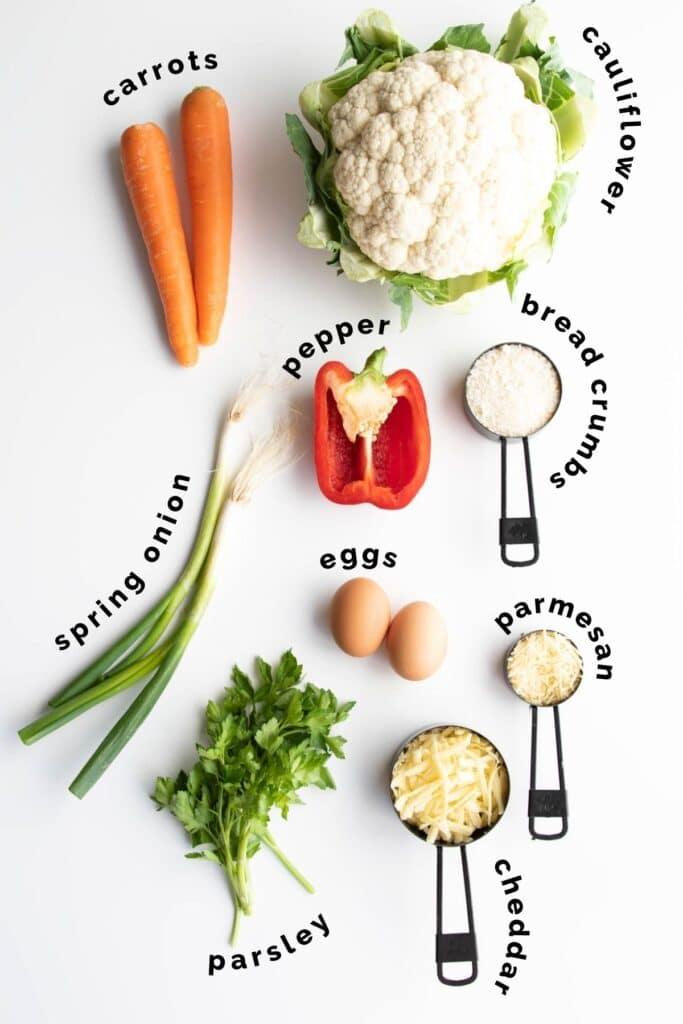 carrots
cauliflower
pepper
bread crumbs
spring onion
eggs
parmesan
parsley
cheddar